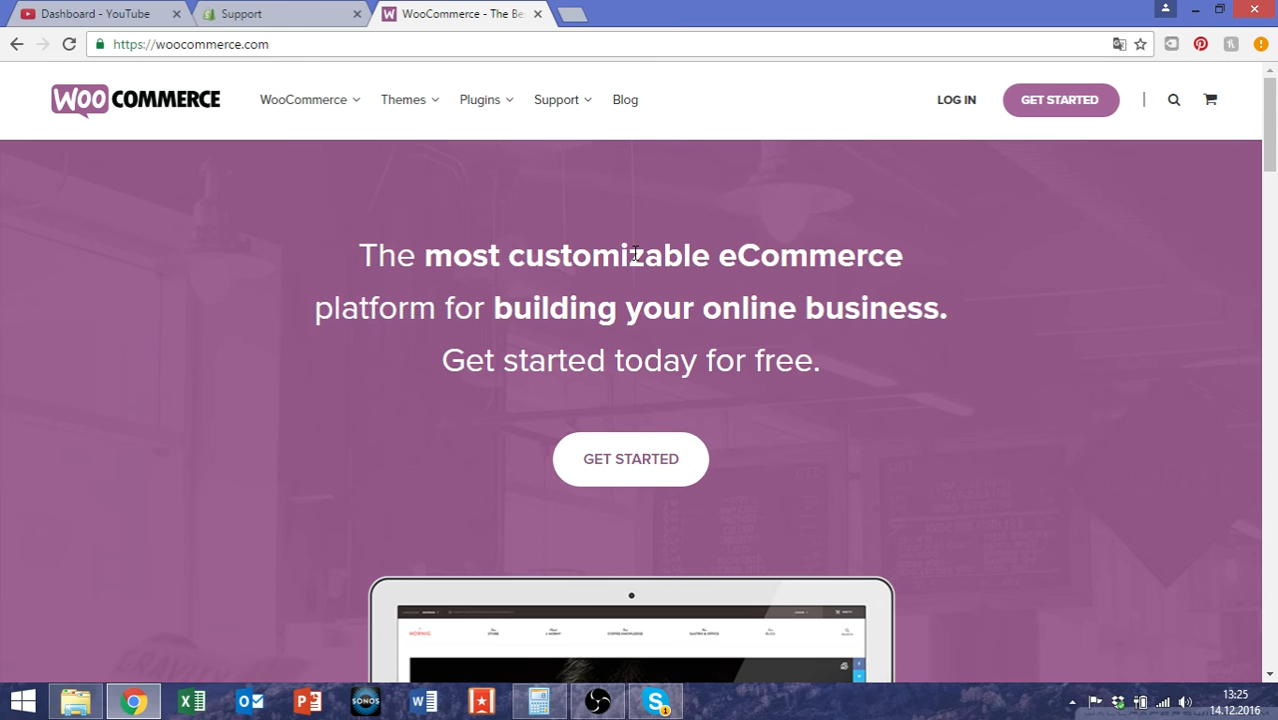 Dashboard - YouTube
Support
WooCommerce - The Be
https://woocommerce.com
WOOCOMMERCE
WooCommerce
Themes
Plugins
Support
Blog
LOG IN
GET STARTED
The most customizable eCommerce
platform for building your online business.
Get started today for free.
GET STARTED
SONOS
13:25
14.12.2016